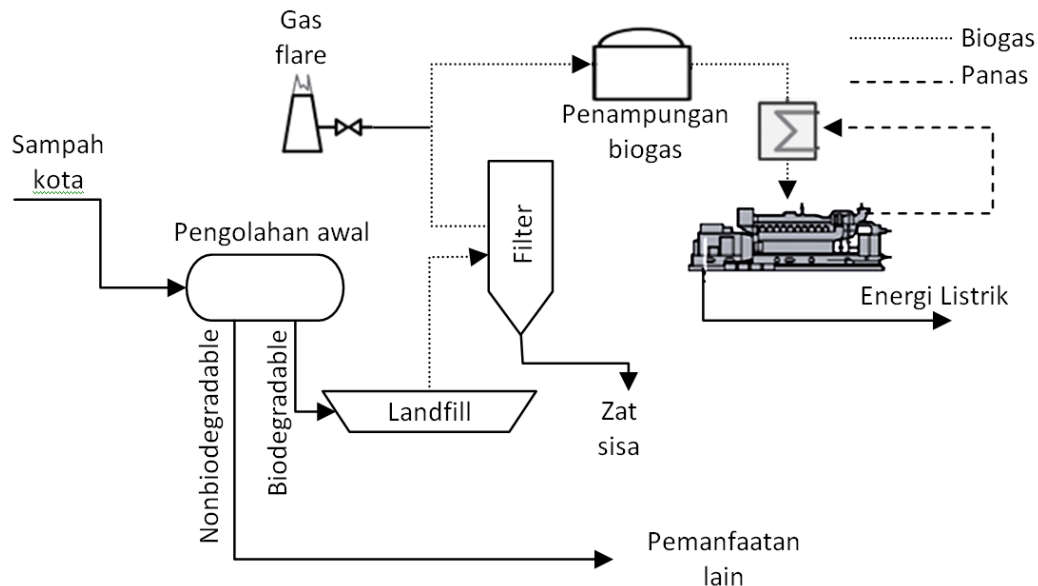 Gas
flare
Biogas
Panas
Penampungan
biogas
Sampah
kota
Pengolahan awal
Filter
Energi Listrik
Nonbiodegradable
Biodegradable
Landfill
Zat
sisa
Pemanfaatan
lain